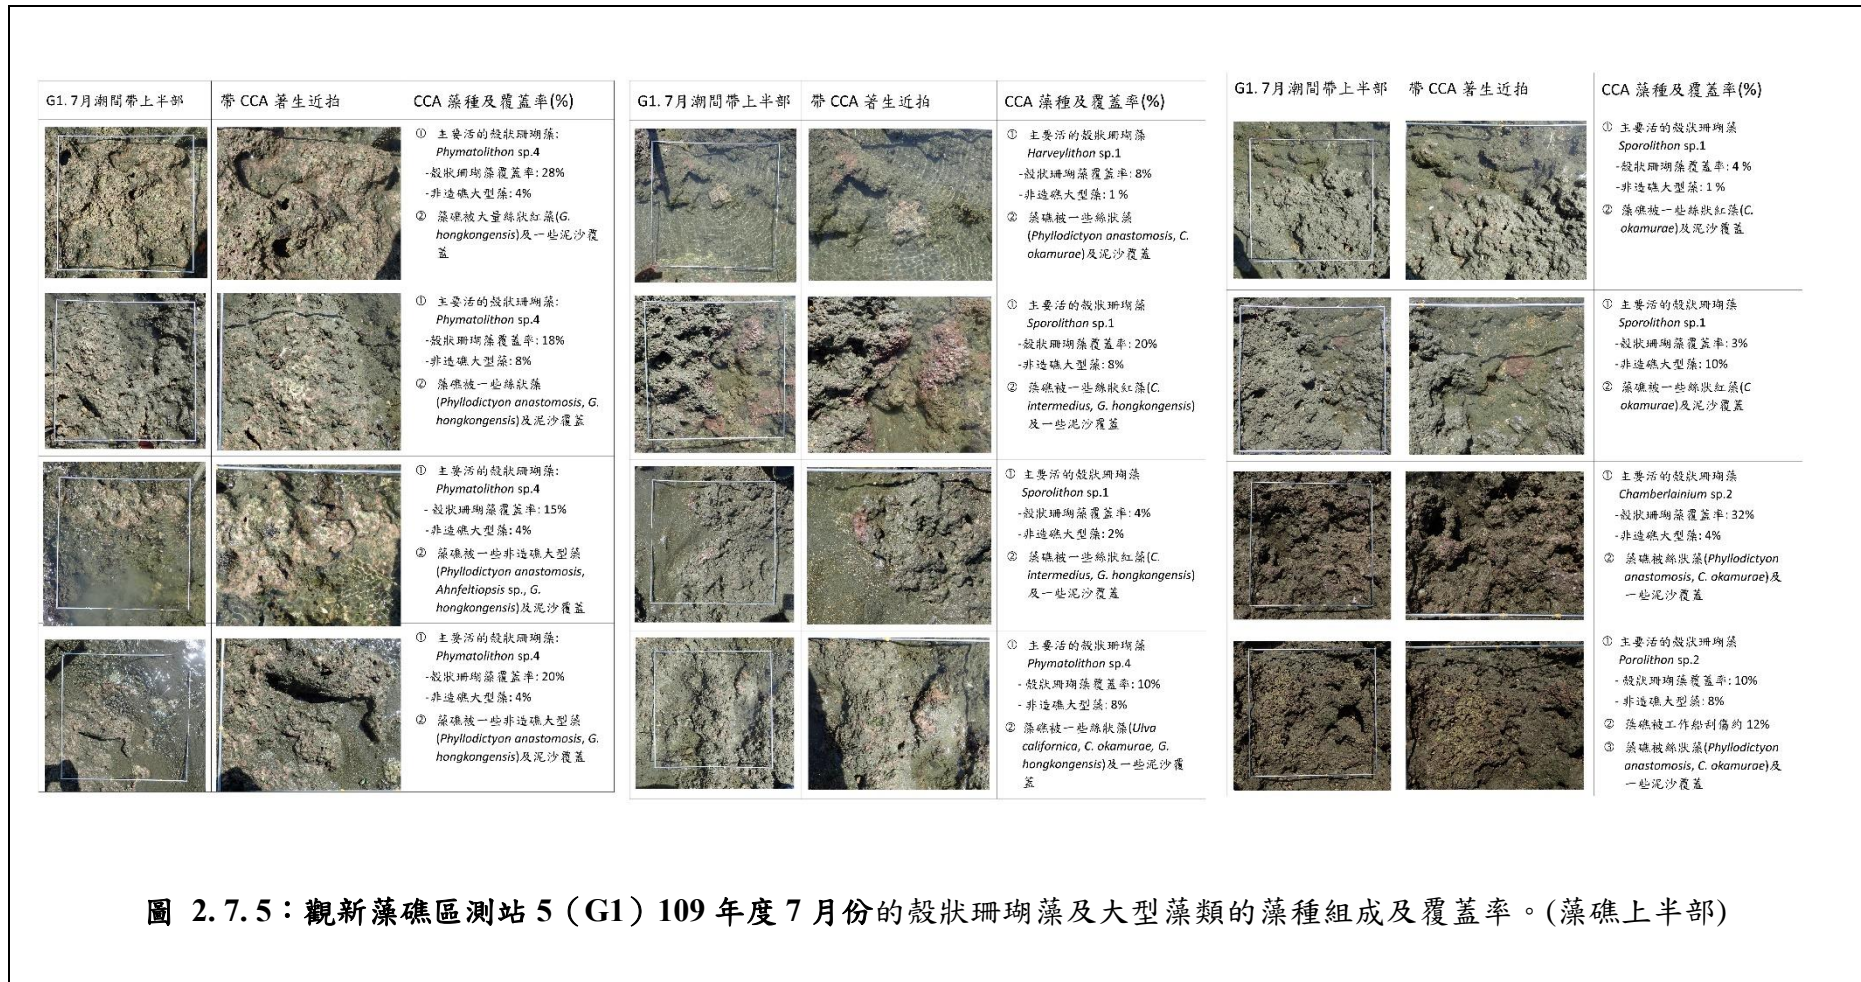 G1. 7月潮間帶上半部
帶 CCA 著生近拍
CCA 藻種及覆蓋率(%)
① 主要活的殼狀珊瑚藻:
Phymatolithon sp.4
-殼狀珊瑚藻覆蓋率: 28%
-非造礁大型藻: 4%
② 藻礁被大量絲狀紅藻(G.
hongkongensis)及一些泥沙覆
蓋
① 主要活的殼狀珊瑚藻:
Phymatolithon sp.4
-殼狀珊瑚藻覆蓋率: 18%
-非造礁大型藻: 8%
② 藻礁被一些絲狀藻
(Phyllodictyon anastomosis, G.
hongkongensis)及泥沙覆蓋
① 主要活的殼狀珊瑚藻:
Phymatolithon sp.4
- 殼狀珊瑚藻覆蓋率: 15%
-非造礁大型藻: 4%
② 藻礁被一些非造礁大型藻
(Phyllodictyon anastomosis,
Ahnfeltiopsis sp., G.
hongkongensis)及泥沙覆蓋
① 主要活的殼狀珊瑚藻:
Phymatolithon sp.4
-殼狀珊瑚藻覆蓋率: 20%
-非造礁大型藻: 4%
② 藻礁被一些非造礁大型藻
(Phyllodictyon anastomosis, G.
hongkongensis)及泥沙覆蓋
G1. 7月潮間帶上半部
帶 CCA 著生近拍
CCA 藻種及覆蓋率(%)
① 主要活的殼狀珊瑚藻
Harveylithon sp.1
-殼狀珊瑚藻覆蓋率: 8%
-非造礁大型藻: 1 %
② 藻礁被一些絲狀藻
(Phyllodictyon anastomosis, C.
okamurae)及泥沙覆蓋
① 主要活的殼狀珊瑚藻
Sporolithon sp.1
-殼狀珊瑚藻覆蓋率: 20%
-非造礁大型藻: 8%
② 藻礁被一些絲狀紅藻(C.
intermedius, G. hongkongensis)
及一些泥沙覆蓋
① 主要活的殼狀珊瑚藻
Sporolithon sp.1
-殼狀珊瑚藻覆蓋率: 4%
-非造礁大型藻: 2%
② 藻礁被一些絲狀紅藻(C.
intermedius, G. hongkongensis)
及一些泥沙覆蓋
① 主要活的殼狀珊瑚藻
Phymatolithon sp.4
- 殼狀珊瑚藻覆蓋率: 10%
- 非造礁大型藻: 8%
② 藻礁被一些絲狀藻(Ulva
californica, C. okamurae, G.
hongkongensis)及一些泥沙覆
蓋
G1. 7月潮間帶上半部
帶 CCA 著生近拍
CCA 藻種及覆蓋率(%)
① 主要活的殼狀珊瑚藻
Sporolithon sp.1
-殼狀珊瑚藻覆蓋率: 4 %
-非造礁大型藻: 1 %
② 藻礁被一些絲狀紅藻(C.
okamurae)及泥沙覆蓋
① 主要活的殼狀珊瑚藻
Sporolithon sp.1
-殼狀珊瑚藻覆蓋率: 3%
-非造礁大型藻: 10%
② 藻礁被一些絲狀紅藻(C
okamurae)及泥沙覆蓋
① 主要活的殼狀珊瑚藻
Chamberlainium sp.2
-殼狀珊瑚藻覆蓋率: 32%
-非造礁大型藻: 4%
② 藻礁被絲狀藻(Phyllodictyon
anastomosis, C. okamurae)及
一些泥沙覆蓋
① 主要活的殼狀珊瑚藻
Porolithon sp.2
- 殼狀珊瑚藻覆蓋率: 10%
- 非造礁大型藻: 8%
② 藻礁被工作船刮傷約 12%
③ 藻礁被絲狀藻(Phyllodictyon
anastomosis, C. okamurae)及
一些泥沙覆蓋
圖 2.7.5：觀新藻礁區測站 5（G1）109 年度 7 月份的殼狀珊瑚藻及大型藻類的藻種組成及覆蓋率。(藻礁上半部)